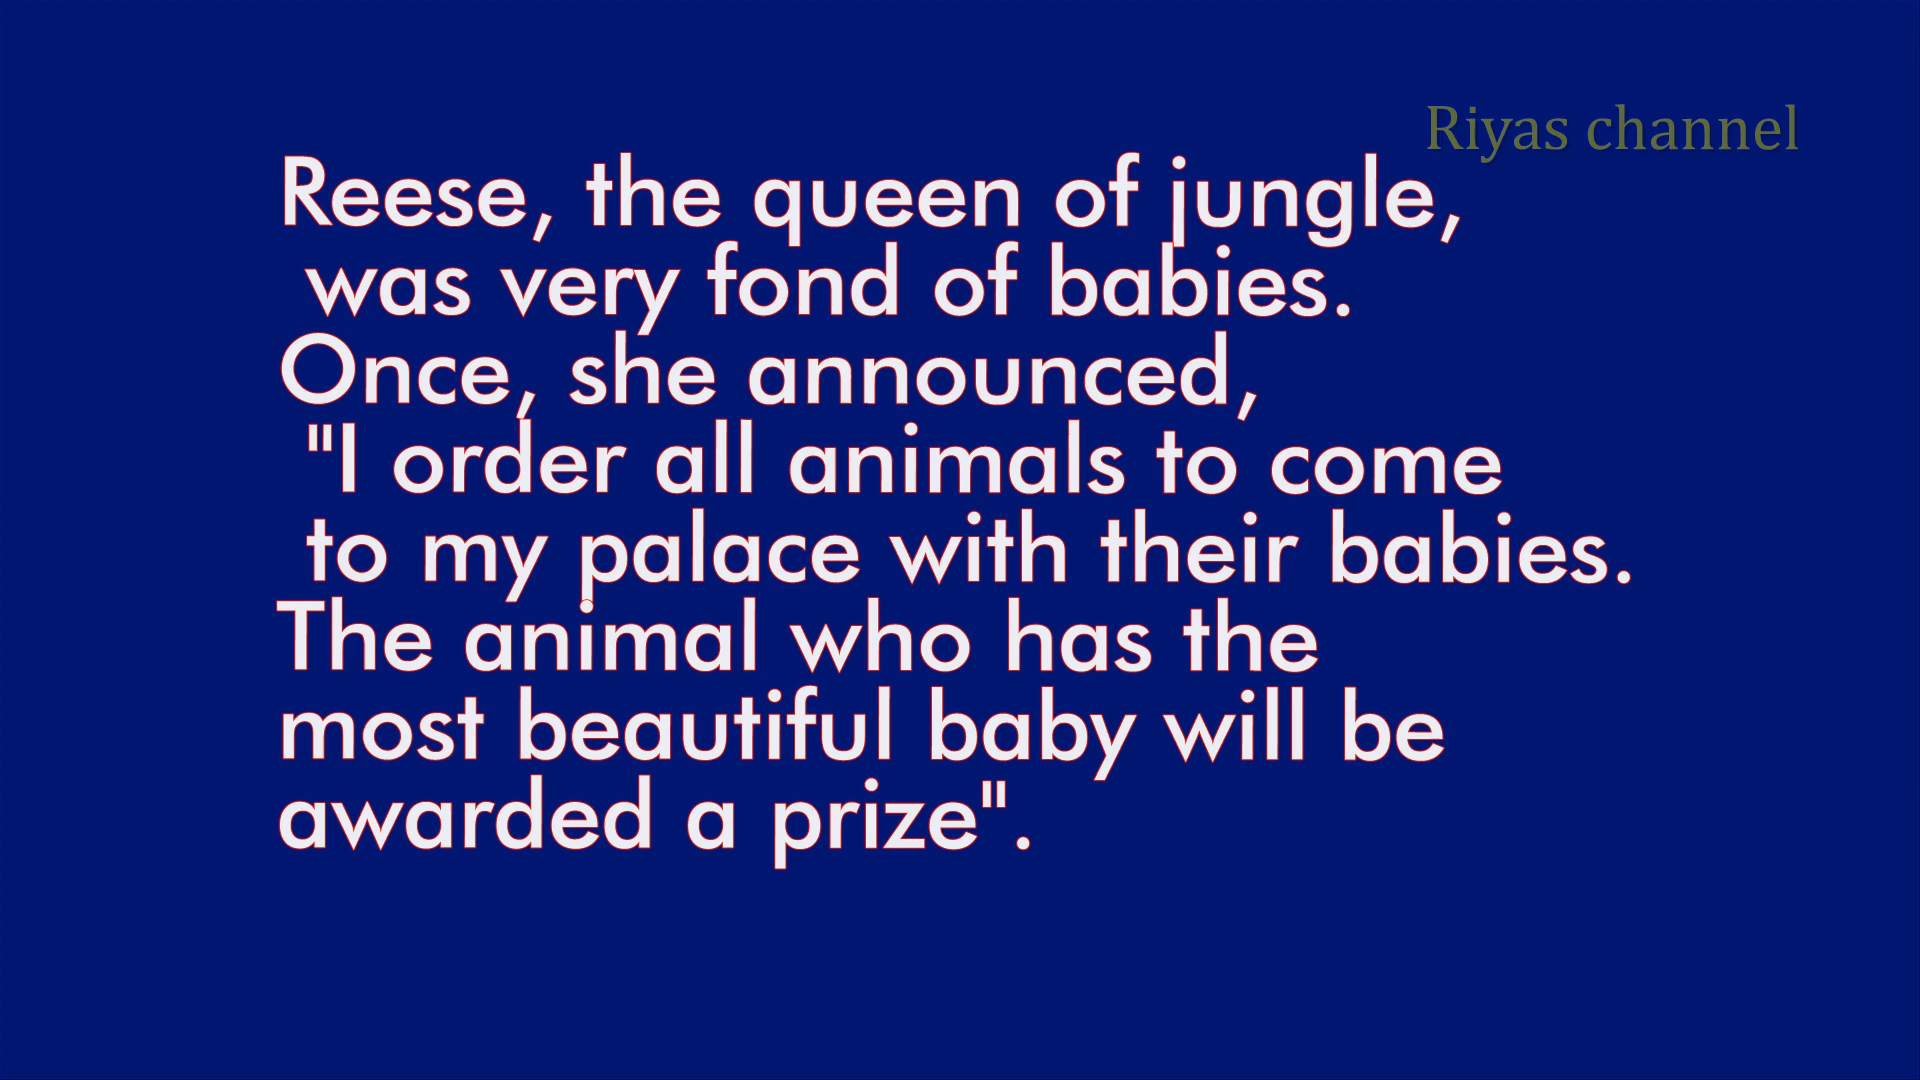 Riyas channel
Reese, the queen of jungle,
was very fond of babies.
Once, she announced,
"I order all animals to come
to my palace with their babies.
The animal who has the
most beautiful baby will be
awarded a prize".